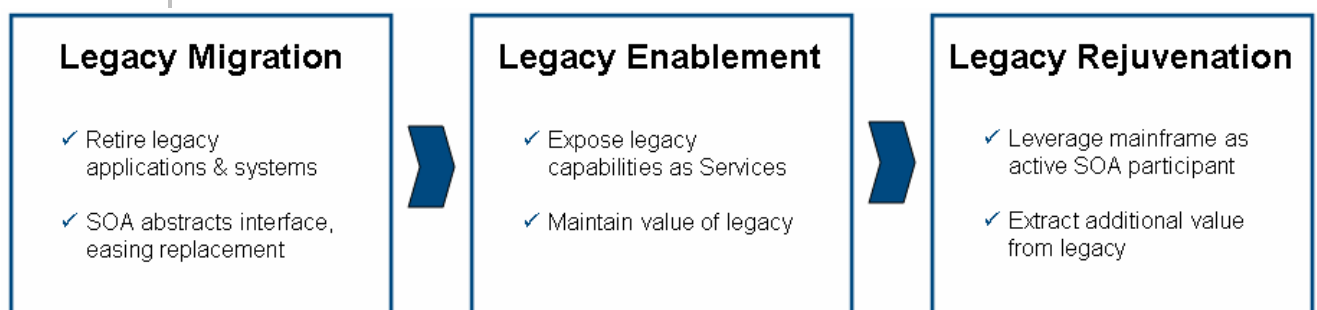 Legacy Migration
✓ Retire legacy
applications & systems
✓ SOA abstracts interface,
easing replacement
Legacy Enablement
✓ Expose legacy
capabilities as Services
✓ Maintain value of legacy
Legacy Rejuvenation
✓ Leverage mainframe as
active SOA participant
✓ Extract additional value
from legacy